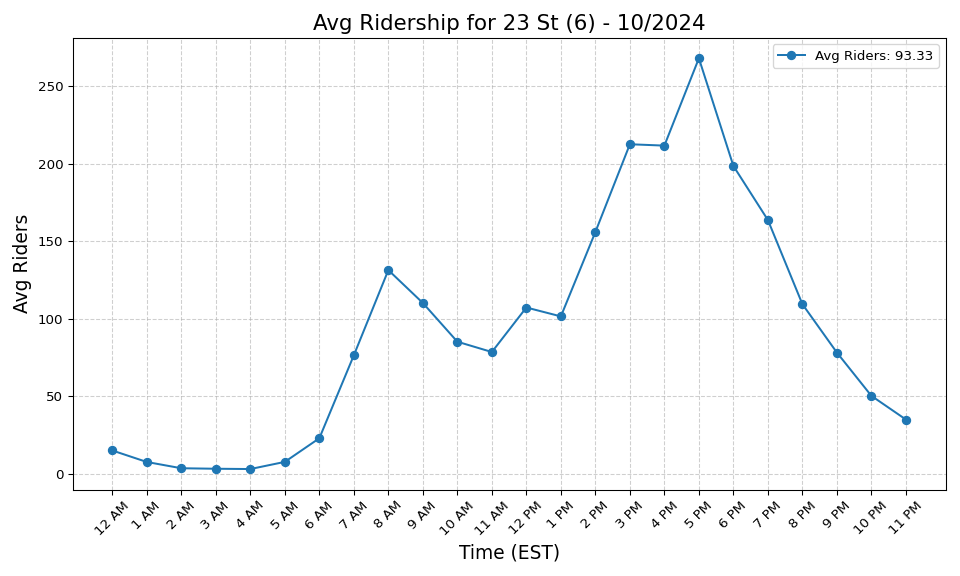 Avg Ridership for 23 St (6) - 10/2024
Avg Riders: 93.33
Avg Riders
250
200
150
100
50
0
12 AM
1 AM
2 AM
3 AM
4 AM
5 AM
6 AM
7 AM
8 AM
9 AM
10 AM
11 AM
12 PM
1 PM
2 PM
3 PM
4 PM
5 PM
6 PM
7 PM
8 PM
9 PM
10 PM
11 PM
Time (EST)